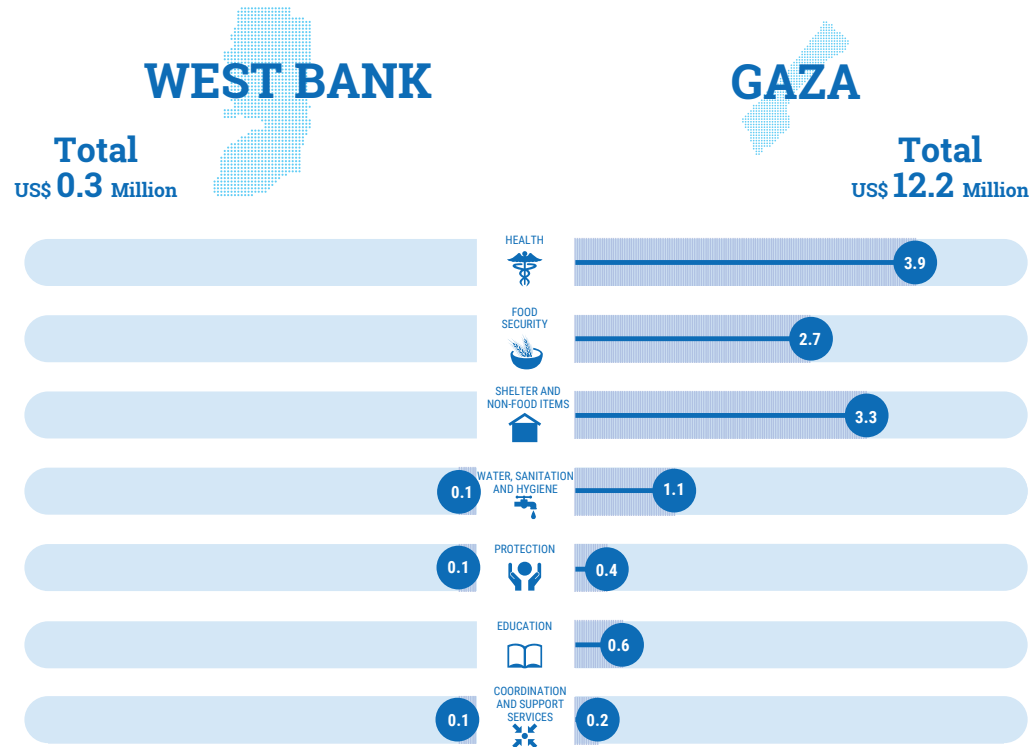 WEST BANK
GAZA
Total
US$ 0.3 Million
Total
US$ 12.2 Million
HEALTH
3.9
FOOD
SECURITY
2.7
SHELTER AND
NON-FOOD ITEMS
3.3
0.1
WATER, SANITATION
AND HYGIENE
1.1
0.1
PROTECTION
0.4
EDUCATION
0.6
0.1
COORDINATION
AND SUPPORT
SERVICES
0.2